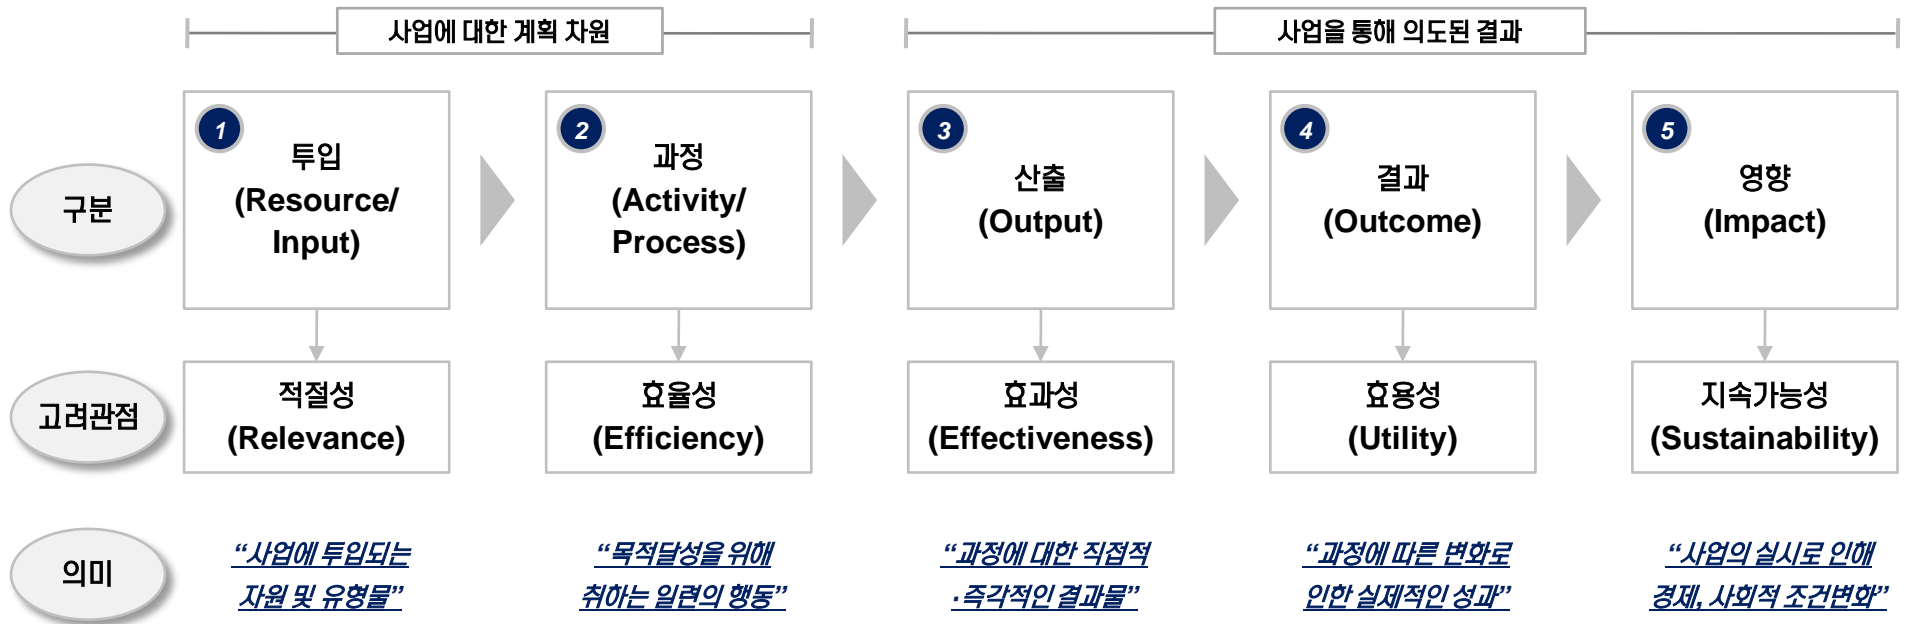 사업에 대한 계획 차원
사업을 통해 의도된 결과
구분
1
투입
(Resource/
Input)
2
과정
(Activity/
Process)
3
산출
(Output)
4
결과
(Outcome)
5
영향
(Impact)
고려관점
적절성
(Relevance)
효율성
(Efficiency)
효과성
(Effectiveness)
효용성
(Utility)
지속가능성
(Sustainability)
의미
“사업에 투입되는
자원 및 유형물”
“목적달성을 위해
취하는 일련의 행동”
“과정에 대한 직접적
·즉각적인 결과물”
“과정에 따른 변화로
인한 실제적인 성과”
“사업의 실시로 인해
경제, 사회적 조건변화”